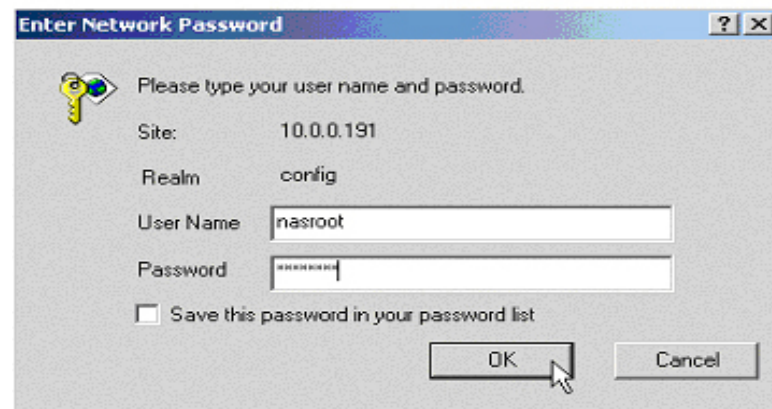 Enter Network Password
Please type your user name and password.
Site: 10.0.0.191
Realm config
User Name nasroot
Password ********
Save this password in your password list
OK Cancel